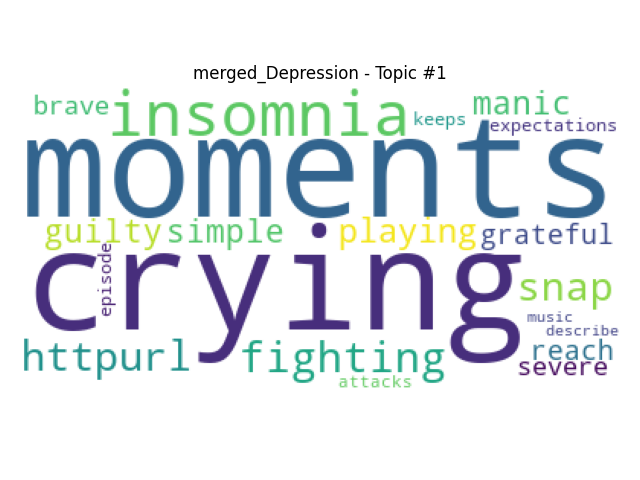 merged_Depression - Topic #1
brave insomnia keeps manic
expectations
moments
guilty simple playing grateful
crying
episode
snap
music
describe
httpurl fighting reach
severe
attacks